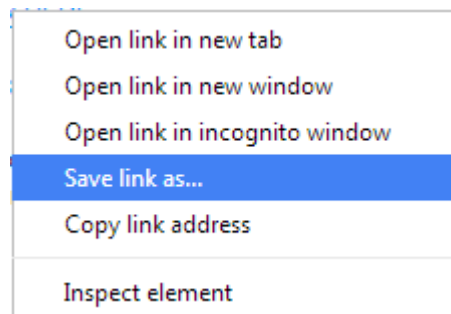 Open link in new tab
Open link in new window
Open link in incognito window
Save link as...
Copy link address
Inspect element